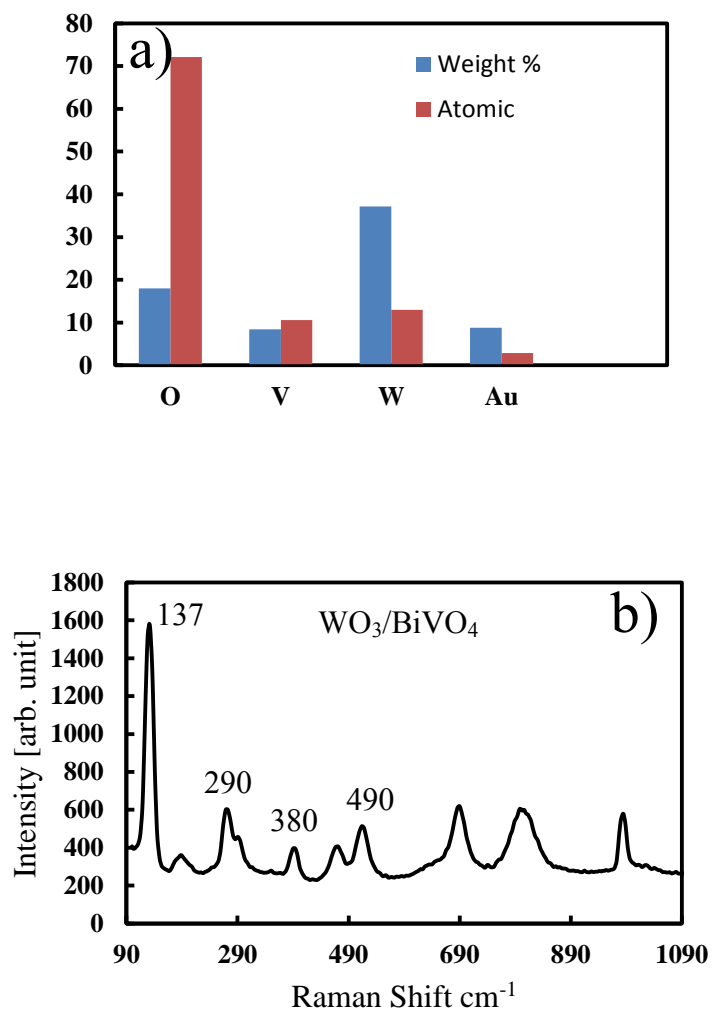 a)
80
70
60
50
40
30
20
10
0
Weight %
Atomic
O V W Au
b)
WO₃/BiVO₄
Intensity [arb. unit]
1800
1600
1400
1200
1000
800
600
400
200
0
137
290
380
490
90 290 490 690 890 1090
Raman Shift cm⁻¹